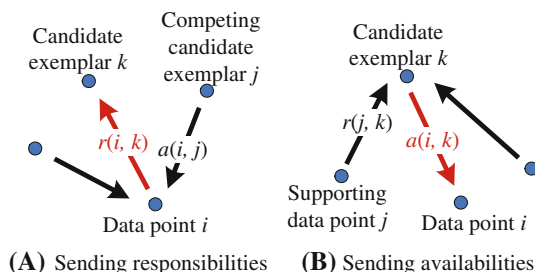 Candidate
exemplar k
Competing
candidate
exemplar j
r(i, k)
a(i, j)
Data point i
(A) Sending responsibilities
Candidate
exemplar k
r(j, k)
a(i, k)
Supporting
data point j
Data point i
(B) Sending availabilities